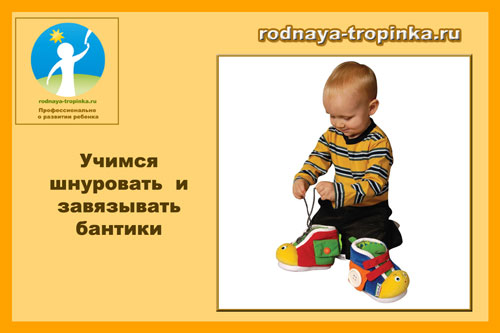 rodnaya-tropinka.ru
rodnaya-tropinka.ru
Профессионально
о развитии ребенка
Учимся
шнуровать и
завязывать
бантики